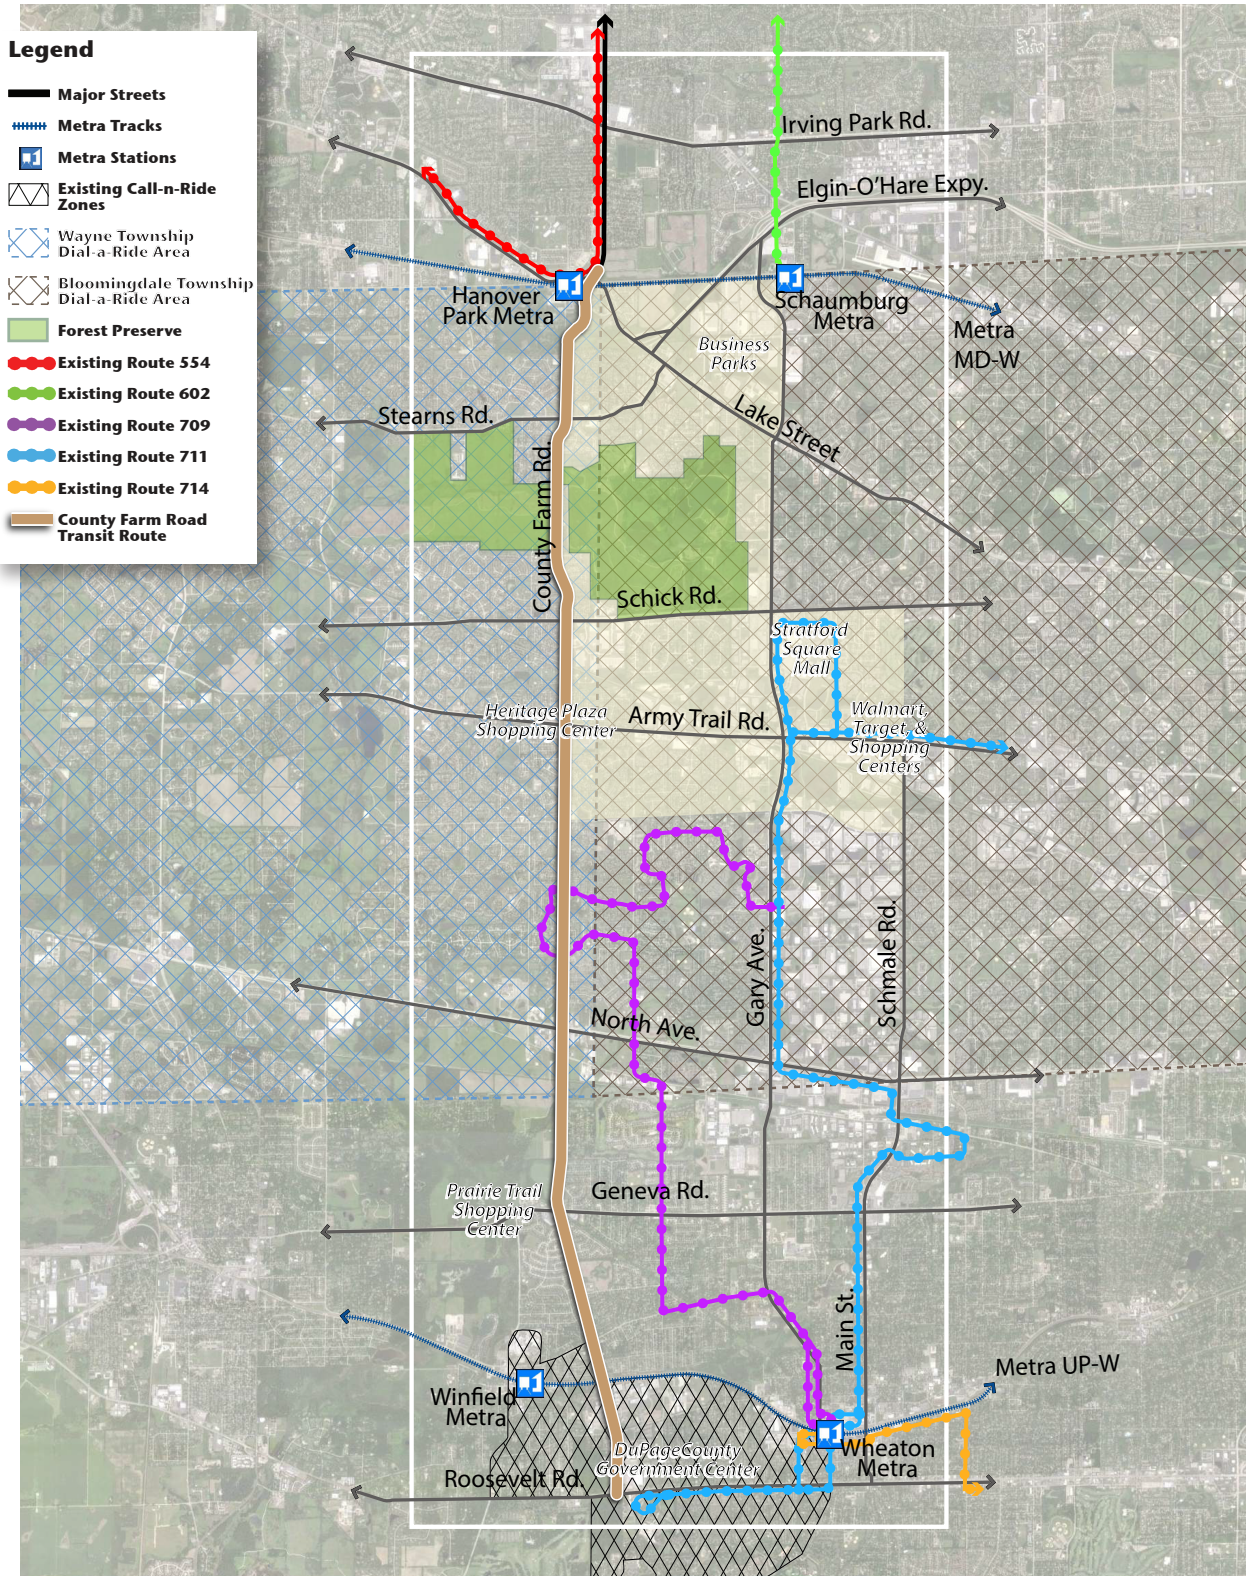 Legend
Major Streets
Metra Tracks
Metra Stations
Existing Call-n-Ride
Zones
Wayne Township
Dial-a-Ride Area
Bloomingdale Township
Dial-a-Ride Area
Forest Preserve
Existing Route 554
Existing Route 602
Existing Route 709
Existing Route 711
Existing Route 714
County Farm Road
Transit Route
Irving Park Rd.
Elgin-O'Hare Expy.
Hanover
Park Metra
Schaumburg
Metra
Metra
MD-W
Business
Parks
Stearns Rd.
Lake Street
County Farm Rd.
Schick Rd.
Stratford
Square
Mall
Heritage Plaza
Shopping Center
Army Trail Rd.
Walmart,
Target, &
Shopping
Centers
Gary Ave.
Schmale Rd.
North Ave.
Prairie Trail
Shopping
Center
Geneva Rd.
Main St.
Metra UP-W
Winfield
Metra
DuPageCounty
Government Center
Wheaton
Metra
Roosevelt Rd.